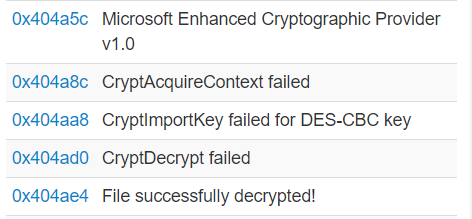 0x404a5c Microsoft Enhanced Cryptographic Provider
v1.0
0x404a8c CryptAcquireContext failed
0x404aa8 CryptImportKey failed for DES-CBC key
0x404ad0 CryptDecrypt failed
0x404ae4 File successfully decrypted!